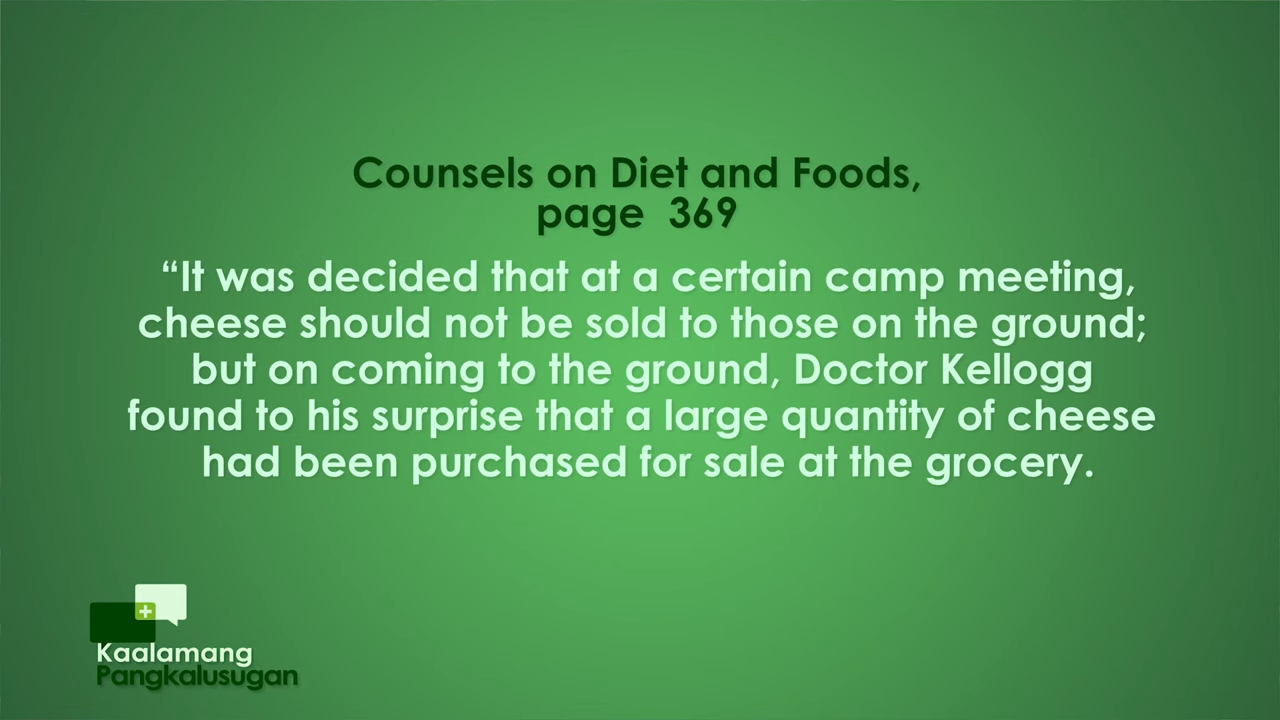 Counsels on Diet and Foods,
page 369
“It was decided that at a certain camp meeting,
cheese should not be sold to those on the ground;
but on coming to the ground, Doctor Kellogg
found to his surprise that a large quantity of cheese
had been purchased for sale at the grocery.
Kaalamang
Pangkalusugan